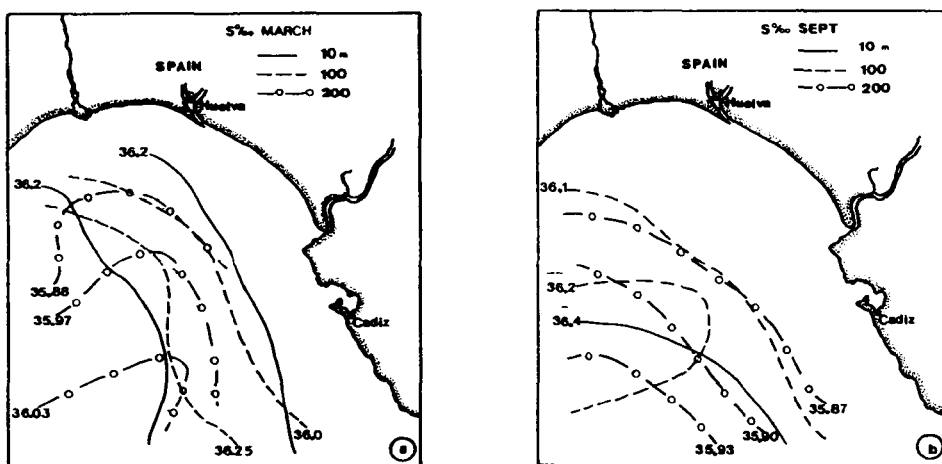 S‰ MARCH
10 m
100
200
SPAIN
Huelva
36.2
36.2
35.88
35.97
Cadiz
36.03
36.25
36.0
a
S‰ SEPT
10 m
100
200
SPAIN
Huelva
36.1
36.2
36.4
Cadiz
35.87
35.90
35.93
b